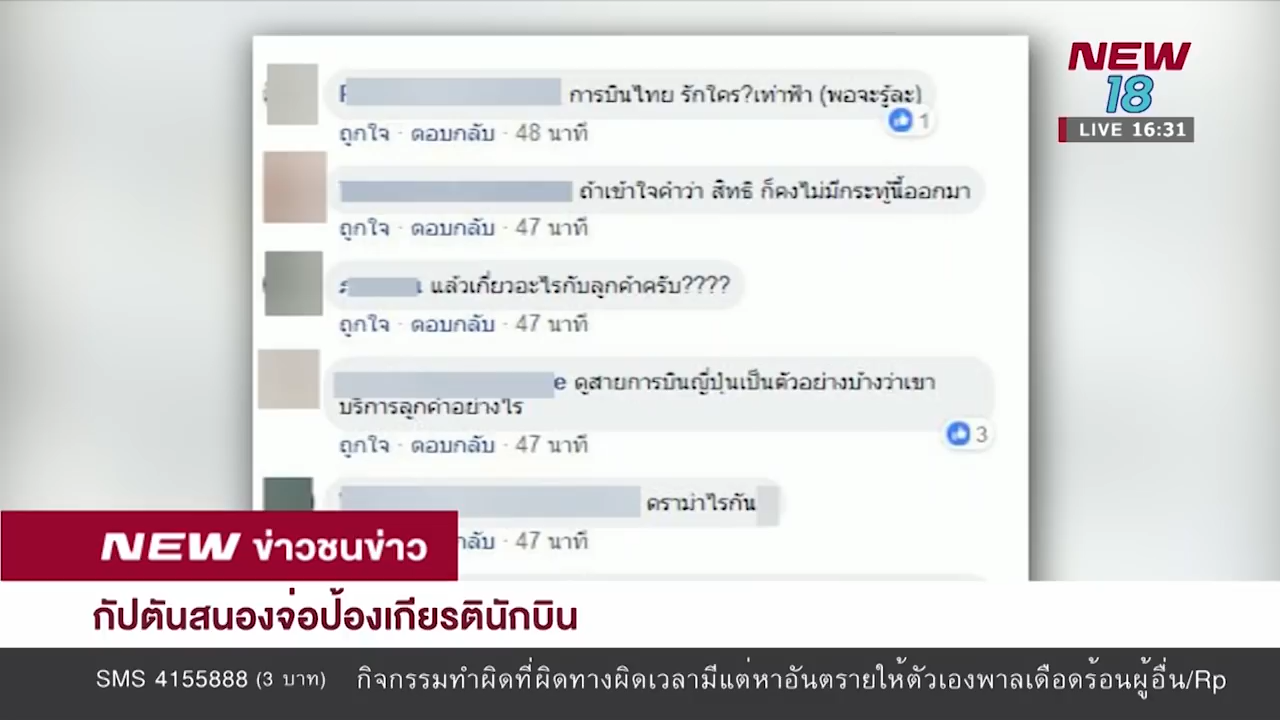 NEW
18
LIVE 16:31
การบินไทย รักใคร?เท่าฟ้า (พอจะรู้ละ)
1
ถูกใจ · ตอบกลับ · 48 นาที
ถ้าเข้าใจคำว่า สิทธิ ก็คงไม่มีกระทู้นี้ออกมา
ถูกใจ · ตอบกลับ · 47 นาที
แล้วเกี่ยวอะไรกับลูกค้าครับ????
ถูกใจ · ตอบกลับ · 47 นาที
e ดูสายการบินญี่ปุ่นเป็นตัวอย่างบ้างว่าเขา
บริการลูกค้าอย่างไร
3
ถูกใจ · ตอบกลับ · 47 นาที
ดราม่าไรกัน
กลับ · 47 นาที
NEW ข่าวชนข่าว
กัปตันสนองจ่อป้องเกียรตินักบิน
SMS 4155888 (3 บาท) กิจกรรมทำผิดที่ผิดทางผิดเวลามีแต่หาอันตรายให้ตัวเองพาลเดือดร้อนผู้อื่น/Rp